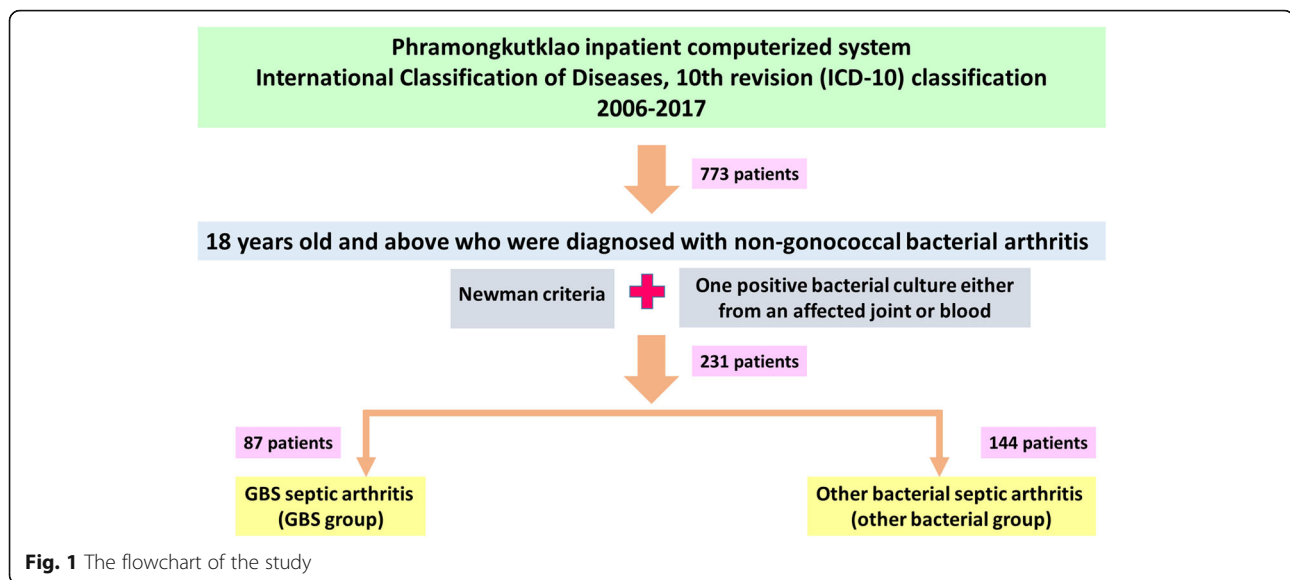 Phramongkutklao inpatient computerized system
International Classification of Diseases, 10th revision (ICD-10) classification
2006-2017
773 patients
18 years old and above who were diagnosed with non-gonococcal bacterial arthritis
Newman criteria
One positive bacterial culture either
from an affected joint or blood
231 patients
87 patients
144 patients
GBS septic arthritis
(GBS group)
Other bacterial septic arthritis
(other bacterial group)
Fig. 1 The flowchart of the study